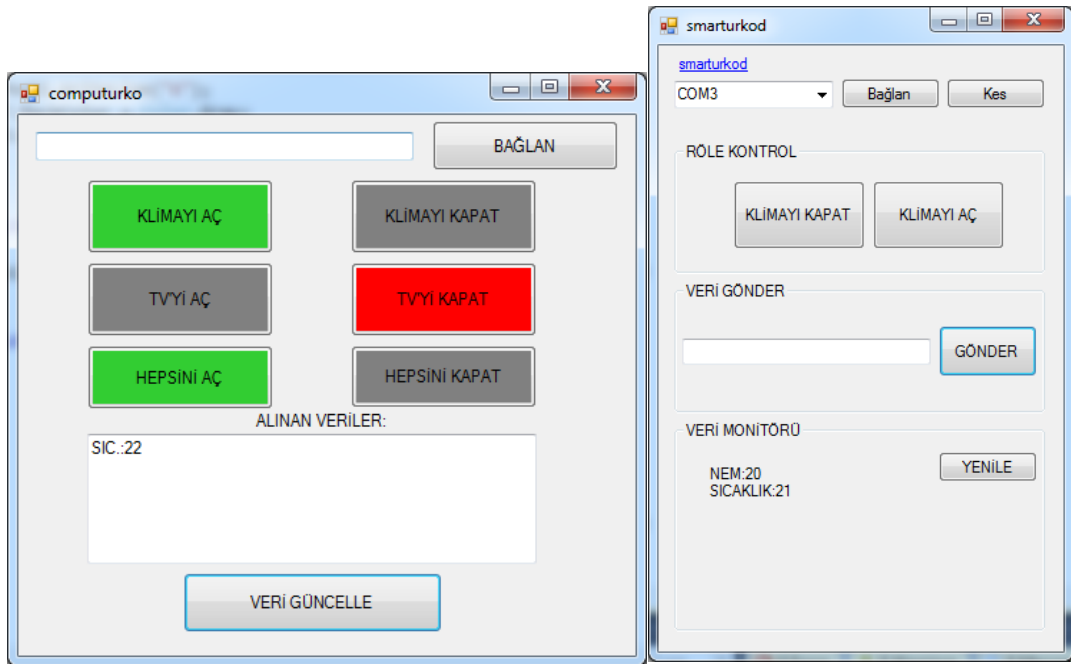 computurko
BAĞLAN
KLİMAYI AÇ
KLİMAYI KAPAT
TV'Yİ AÇ
TV'Yİ KAPAT
HEPSİNİ AÇ
HEPSİNİ KAPAT
ALINAN VERİLER:
SIC.:22
VERİ GÜNCELLE
smarturkod
smarturkod
COM3
Bağlan
Kes
RÖLE KONTROL
KLİMAYI KAPAT
KLİMAYI AÇ
VERİ GÖNDER
GÖNDER
VERİ MONİTÖRÜ
YENİLE
NEM:20
SICAKLIK:21